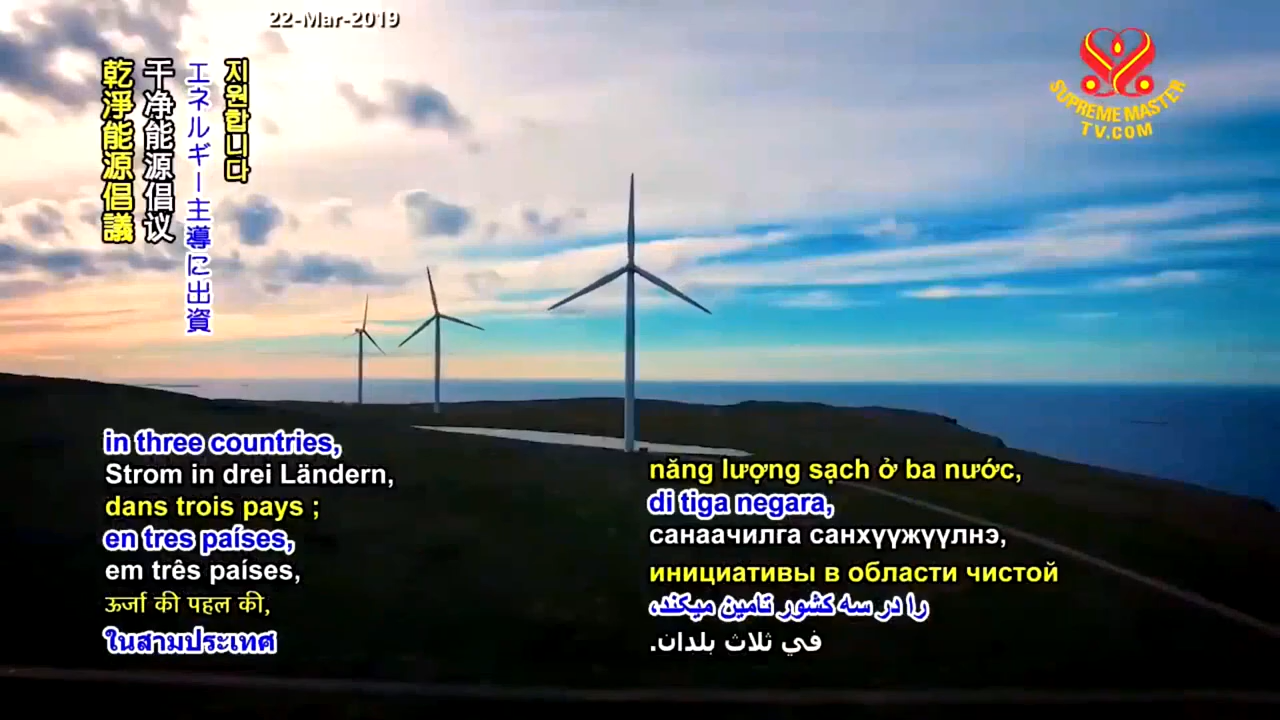 22-Mar-2019
지원합니다
エネルギー主導に出資
干净能源倡议
乾淨能源倡議
SUPREME MASTER
TV.COM
in three countries,
Strom in drei Ländern,
dans trois pays ;
en tres países,
em três países,
ऊर्जा की पहल की,
ในสามประเทศ
năng lượng sạch ở ba nước,
di tiga negara,
санаачилга санхүүжүүлнэ,
инициативы в области чистой
را در سه کشور تامین میکند،
في ثلاث بلدان.